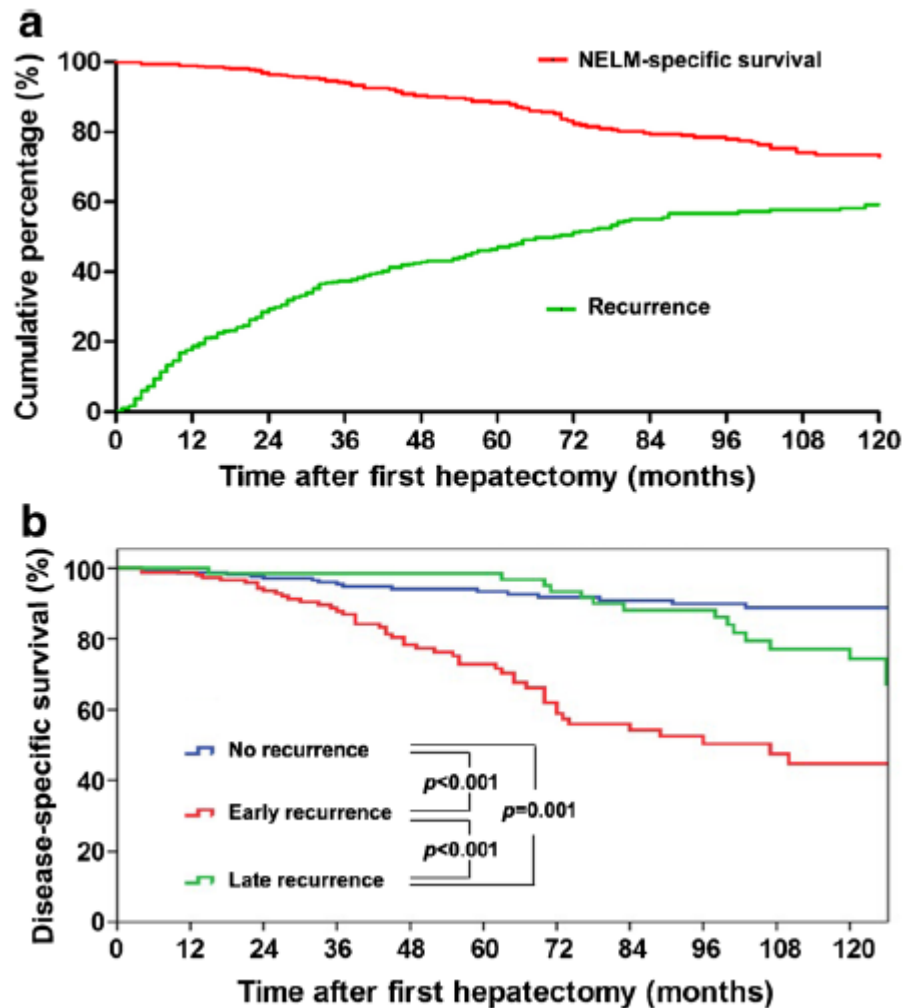 a
Cumulative percentage (%)
100
80
60
40
20
0
NELM-specific survival
Recurrence
0 12 24 36 48 60 72 84 96 108 120
Time after first hepatectomy (months)
b
Disease-specific survival (%)
100
80
60
40
20
0
No recurrence
p<0.001
Early recurrence
p=0.001
p<0.001
Late recurrence
0 12 24 36 48 60 72 84 96 108 120
Time after first hepatectomy (months)